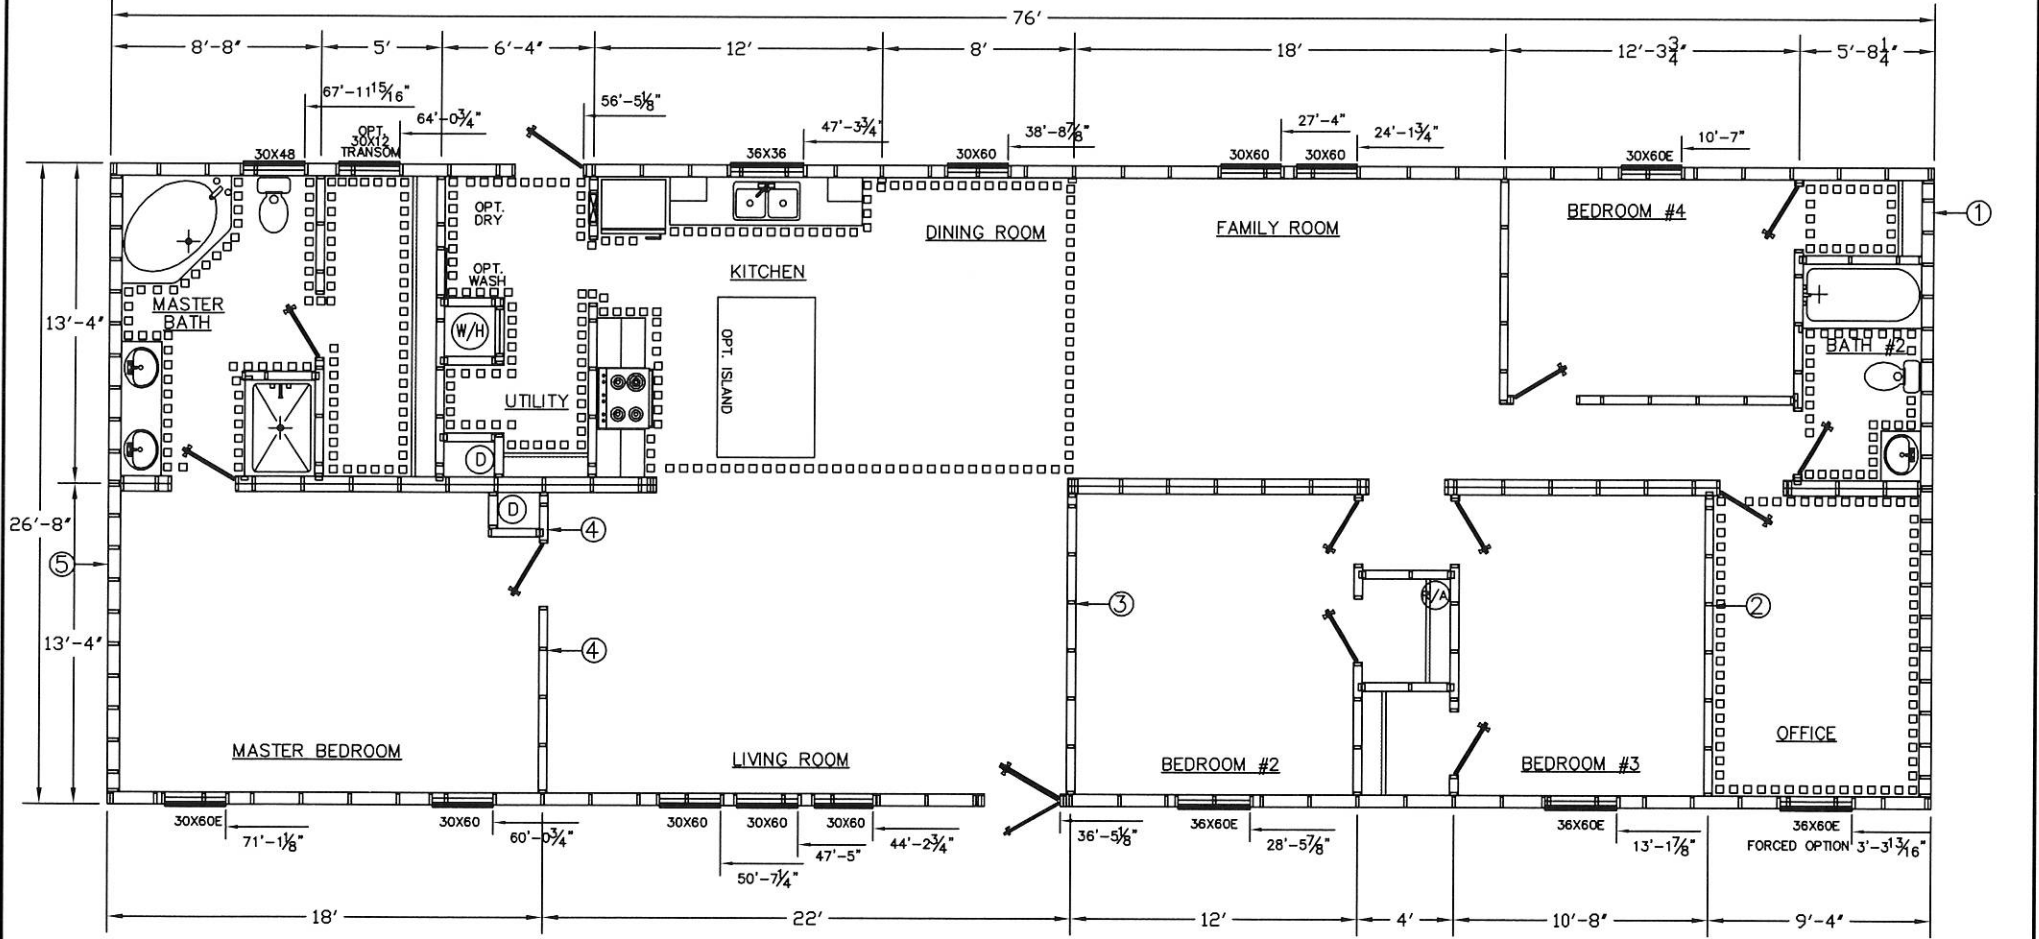 76'
8'-8" 5' 6'-4" 12' 8' 18' 12'-3 3/4" 5'-8 1/4"
67'-11 15/16" 64'-0 3/4" 56'-5 1/8" 47'-3 3/4" 38'-8 7/8" 27'-4" 24'-1 3/4" 10'-7"
30X48
OPT.
30X12
TRANSOM
36X36 30X60 30X60 30X60 30X60E
OPT.
DRY
OPT.
WASH
W/H
UTILITY
MASTER
BATH
KITCHEN
OPT. ISLAND
DINING ROOM
FAMILY ROOM
BEDROOM #4
1
BATH #2
13'-4"
26'-8"
13'-4"
D
D
4
5
4
3
2
MASTER BEDROOM
LIVING ROOM
BEDROOM #2
BEDROOM #3
OFFICE
30X60E 30X60 30X60 30X60 30X60 36X60E 36X60E 36X60E
FORCED OPTION
71'-1 1/8" 60'-0 3/4" 50'-7 1/4" 47'-5" 44'-2 3/4" 36'-5 1/8" 28'-5 7/8" 13'-1 7/8" 3'-3 13/16"
18' 22' 12' 4' 10'-8" 9'-4"